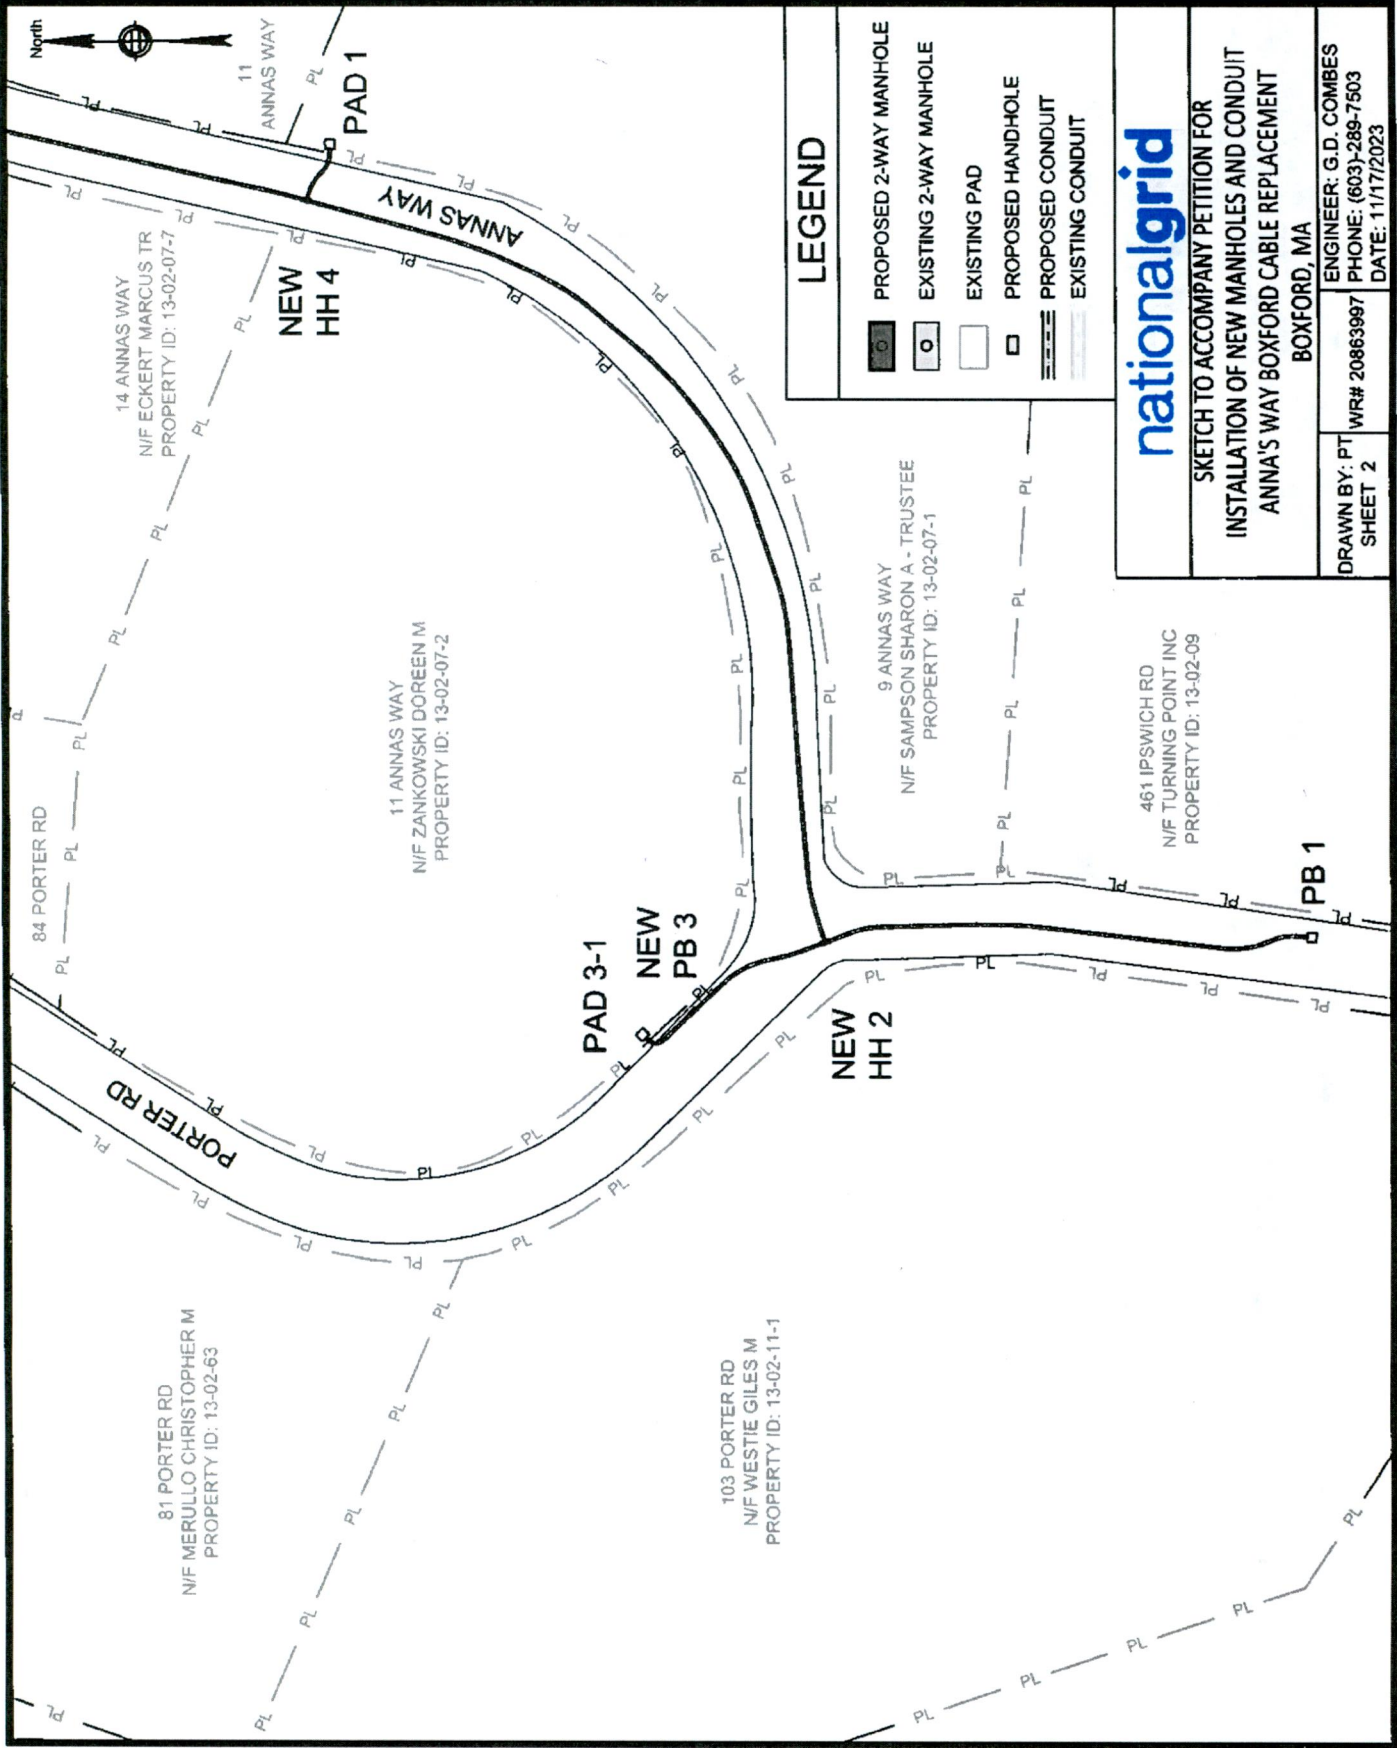 North
11
ANNAS WAY
PAD 1
14 ANNAS WAY
N/F ECKERT MARCUS TR
PROPERTY ID: 13-02-07-7
NEW
HH 4
ANNAS WAY
84 PORTER RD
11 ANNAS WAY
N/F ZANKOWSKI DOREEN M
PROPERTY ID: 13-02-07-2
PORTER RD
PAD 3-1
NEW
PB 3
NEW
HH 2
9 ANNAS WAY
N/F SAMPSON SHARON A - TRUSTEE
PROPERTY ID: 13-02-07-1
461 IPSWICH RD
N/F TURNING POINT INC
PROPERTY ID: 13-02-09
PB 1
81 PORTER RD
N/F MERULLO CHRISTOPHER M
PROPERTY ID: 13-02-63
103 PORTER RD
N/F WESTIE GILES M
PROPERTY ID: 13-02-11-1
PL
LEGEND
PROPOSED 2-WAY MANHOLE
EXISTING 2-WAY MANHOLE
EXISTING PAD
PROPOSED HANDHOLE
PROPOSED CONDUIT
EXISTING CONDUIT
nationalgrid
SKETCH TO ACCOMPANY PETITION FOR
INSTALLATION OF NEW MANHOLES AND CONDUIT
ANNA'S WAY BOXFORD CABLE REPLACEMENT
BOXFORD, MA
DRAWN BY: PT
SHEET 2
WR# 20863997
ENGINEER: G.D. COMBES
PHONE: (603)-289-7503
DATE: 11/17/2023